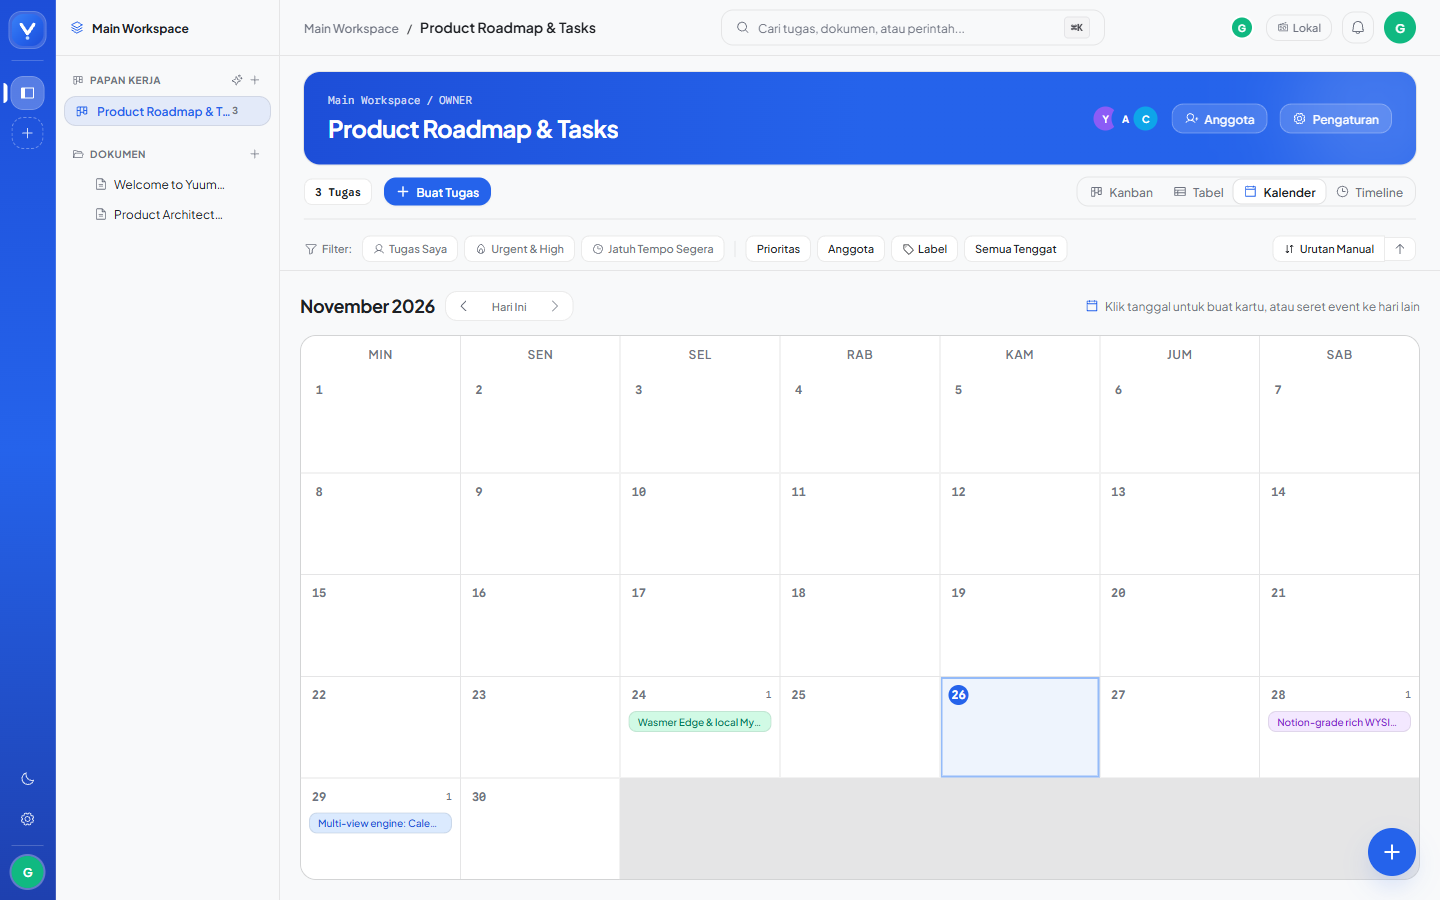 Main Workspace
PAPAN KERJA
Product Roadmap & T... 3
DOKUMEN
Welcome to Yuum...
Product Architect...
G
Main Workspace / Product Roadmap & Tasks
Cari tugas, dokumen, atau perintah... ⌘K
G Lokal G
Main Workspace / OWNER
Product Roadmap & Tasks
Y A C Anggota Pengaturan
3 Tugas Buat Tugas
Kanban Tabel Kalender Timeline
Filter: Tugas Saya Urgent & High Jatuh Tempo Segera Prioritas Anggota Label Semua Tenggat
Urutan Manual
November 2026 Hari Ini
Klik tanggal untuk buat kartu, atau seret event ke hari lain
MIN SEN SEL RAB KAM JUM SAB
1 2 3 4 5 6 7
8 9 10 11 12 13 14
15 16 17 18 19 20 21
22 23 24 1 25 26 27 28 1
Wasmer Edge & local My... Notion-grade rich WYSI...
29 1 30
Multi-view engine: Cale...